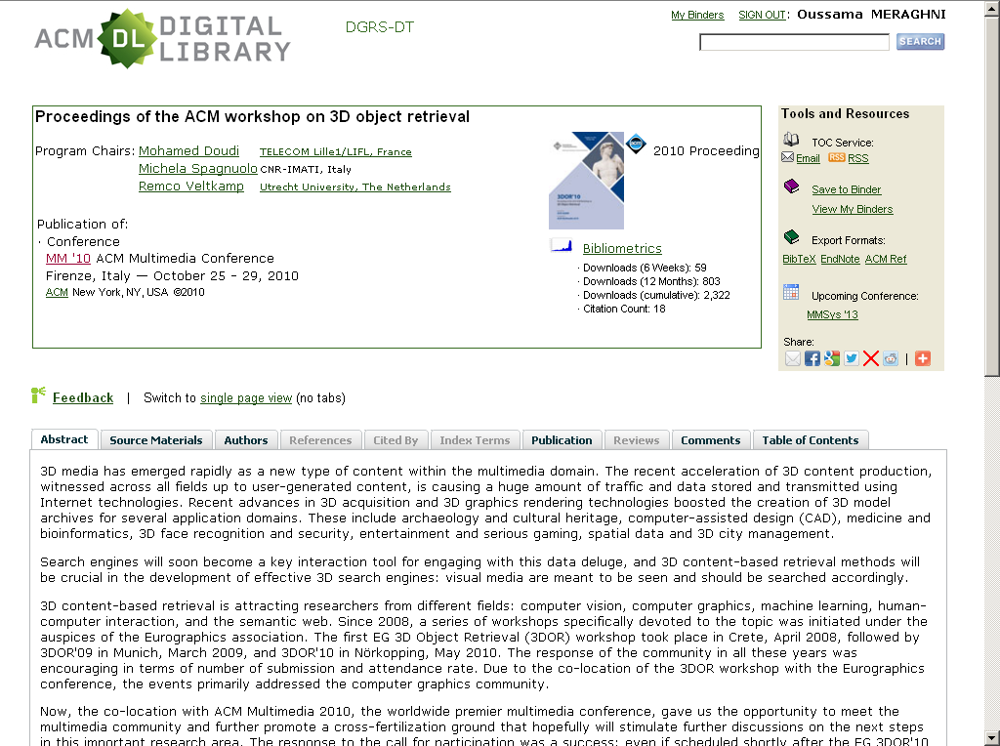 ACM DL DIGITAL LIBRARY
DGRS-DT
My Binders SIGN OUT: Oussama MERAGHNI
SEARCH
Proceedings of the ACM workshop on 3D object retrieval
Program Chairs: Mohamed Doudi TELECOM Lille1/LIFL, France
Michela Spagnuolo CNR-IMATI, Italy
Remco Veltkamp Utrecht University, The Netherlands
Publication of:
· Conference
MM '10 ACM Multimedia Conference
Firenze, Italy — October 25 - 29, 2010
ACM New York, NY, USA ©2010
3DOR'10
2010 Proceeding
Bibliometrics
· Downloads (6 Weeks): 59
· Downloads (12 Months): 803
· Downloads (cumulative): 2,322
· Citation Count: 18
Tools and Resources
TOC Service:
Email RSS RSS
Save to Binder
View My Binders
Export Formats:
BibTeX EndNote ACM Ref
Upcoming Conference:
MMSys '13
Share:
|
Feedback | Switch to single page view (no tabs)
Abstract Source Materials Authors References Cited By Index Terms Publication Reviews Comments Table of Contents
3D media has emerged rapidly as a new type of content within the multimedia domain. The recent acceleration of 3D content production,
witnessed across all fields up to user-generated content, is causing a huge amount of traffic and data stored and transmitted using
Internet technologies. Recent advances in 3D acquisition and 3D graphics rendering technologies boosted the creation of 3D model
archives for several application domains. These include archaeology and cultural heritage, computer-assisted design (CAD), medicine and
bioinformatics, 3D face recognition and security, entertainment and serious gaming, spatial data and 3D city management.
Search engines will soon become a key interaction tool for engaging with this data deluge, and 3D content-based retrieval methods will
be crucial in the development of effective 3D search engines: visual media are meant to be seen and should be searched accordingly.
3D content-based retrieval is attracting researchers from different fields: computer vision, computer graphics, machine learning, human-
computer interaction, and the semantic web. Since 2008, a series of workshops specifically devoted to the topic was initiated under the
auspices of the Eurographics association. The first EG 3D Object Retrieval (3DOR) workshop took place in Crete, April 2008, followed by
3DOR'09 in Munich, March 2009, and 3DOR'10 in Nörkopping, May 2010. The response of the community in all these years was
encouraging in terms of number of submission and attendance rate. Due to the co-location of the 3DOR workshop with the Eurographics
conference, the events primarily addressed the computer graphics community.
Now, the co-location with ACM Multimedia 2010, the worldwide premier multimedia conference, gave us the opportunity to meet the
multimedia community and further promote a cross-fertilization ground that hopefully will stimulate further discussions on the next steps
in this important research area. The response to the call for participation was a success: even if scheduled shortly after the EG 3DOR'10